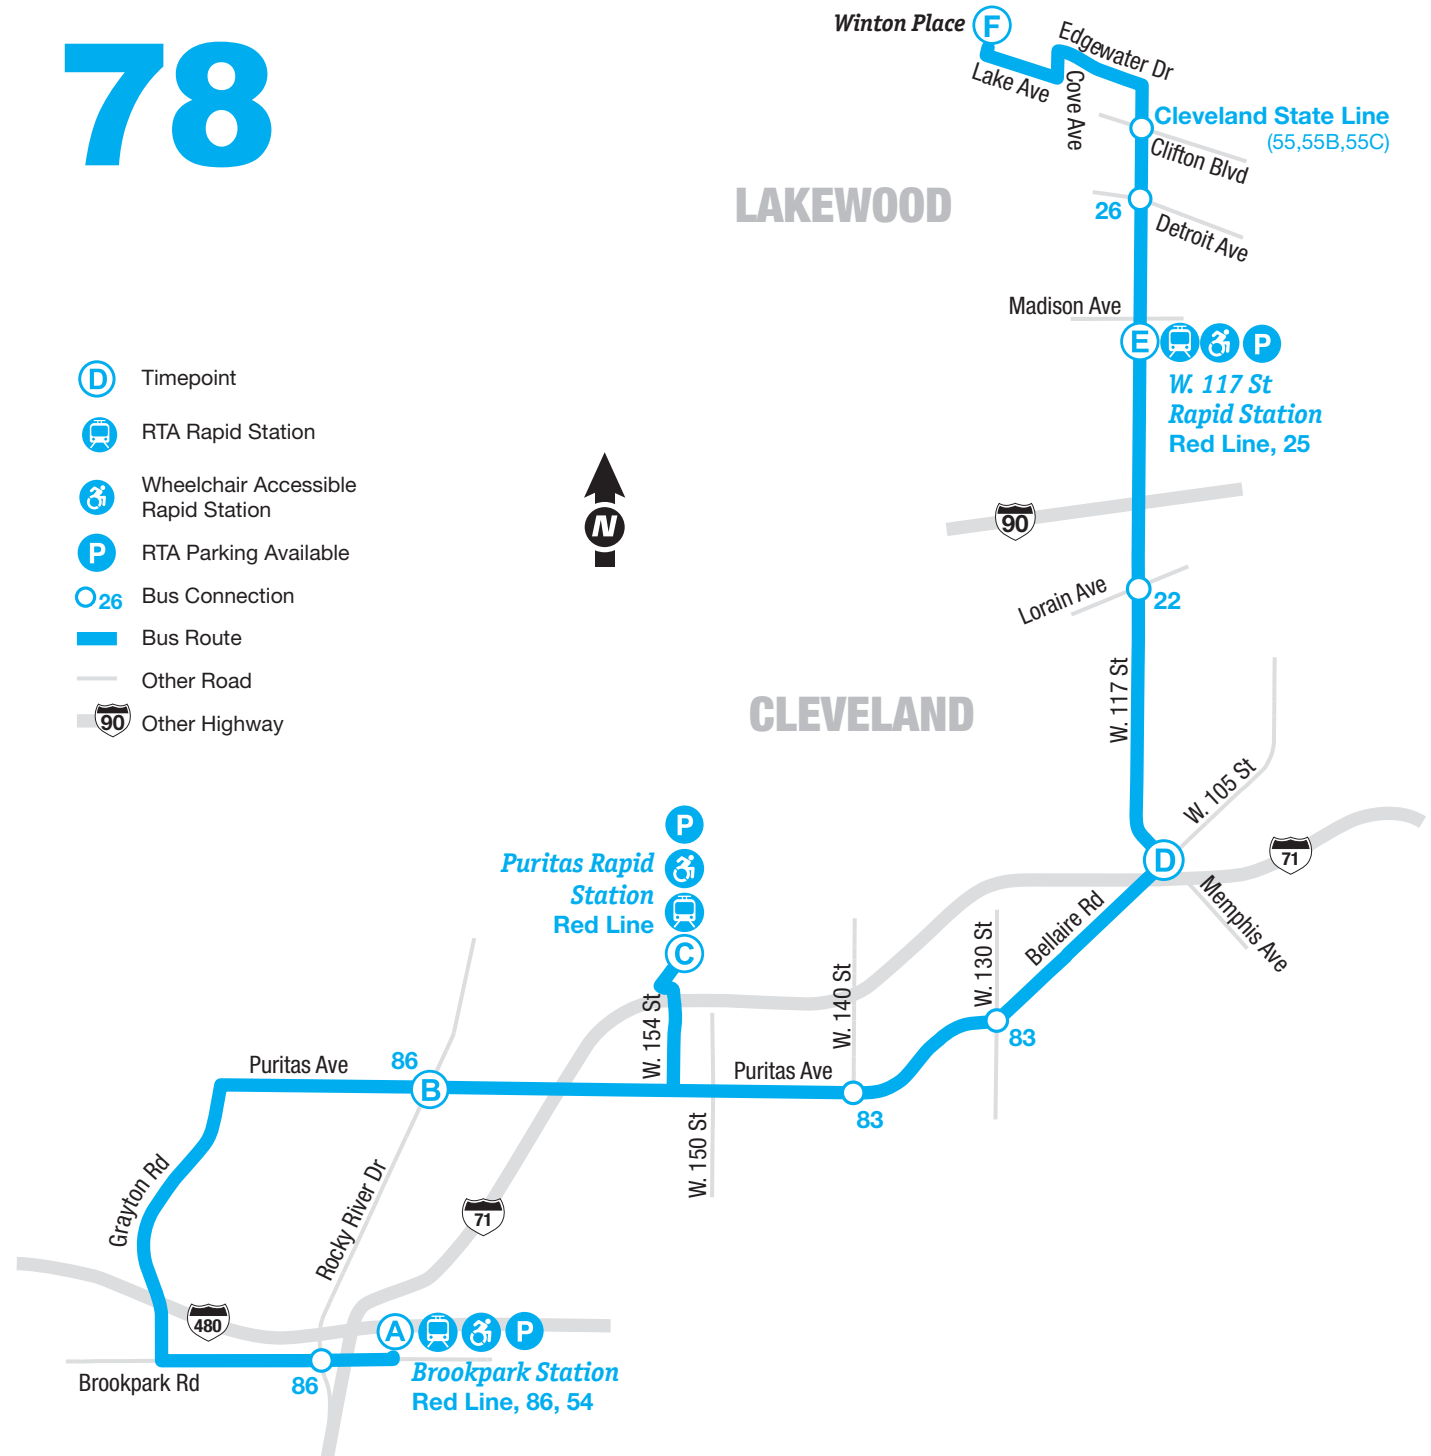 78
Winton Place
F
Edgewater Dr
Lake Ave
Cove Ave
Cleveland State Line
(55,55B,55C)
Clifton Blvd
LAKEWOOD
26
Detroit Ave
Madison Ave
E
P
W. 117 St
Rapid Station
Red Line, 25
D Timepoint
RTA Rapid Station
Wheelchair Accessible
Rapid Station
P RTA Parking Available
26 Bus Connection
Bus Route
Other Road
90 Other Highway
N
90
Lorain Ave
22
W. 117 St
CLEVELAND
W. 105 St
D
71
Memphis Ave
P
Puritas Rapid
Station
Red Line
C
W. 154 St
W. 140 St
W. 130 St
Bellaire Rd
83
Puritas Ave
86
B
Puritas Ave
83
W. 150 St
Grayton Rd
Rocky River Dr
71
480
A
P
Brookpark Station
Red Line, 86, 54
Brookpark Rd
86